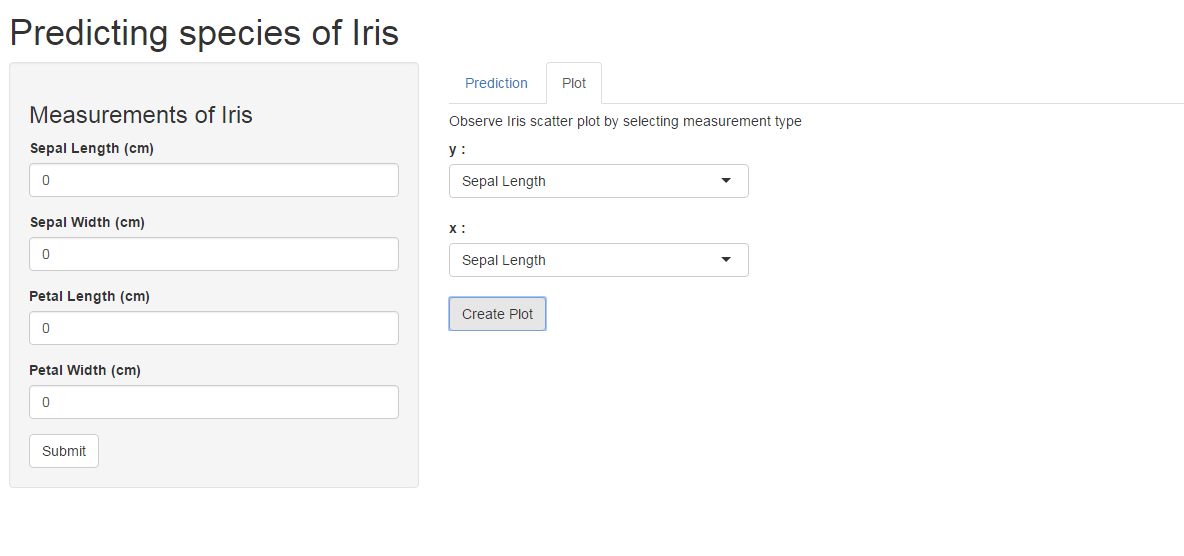 Predicting species of Iris
Measurements of Iris
Sepal Length (cm)
0
Sepal Width (cm)
0
Petal Length (cm)
0
Petal Width (cm)
0
Submit
Prediction
Plot
Observe Iris scatter plot by selecting measurement type
y :
Sepal Length
x :
Sepal Length
Create Plot